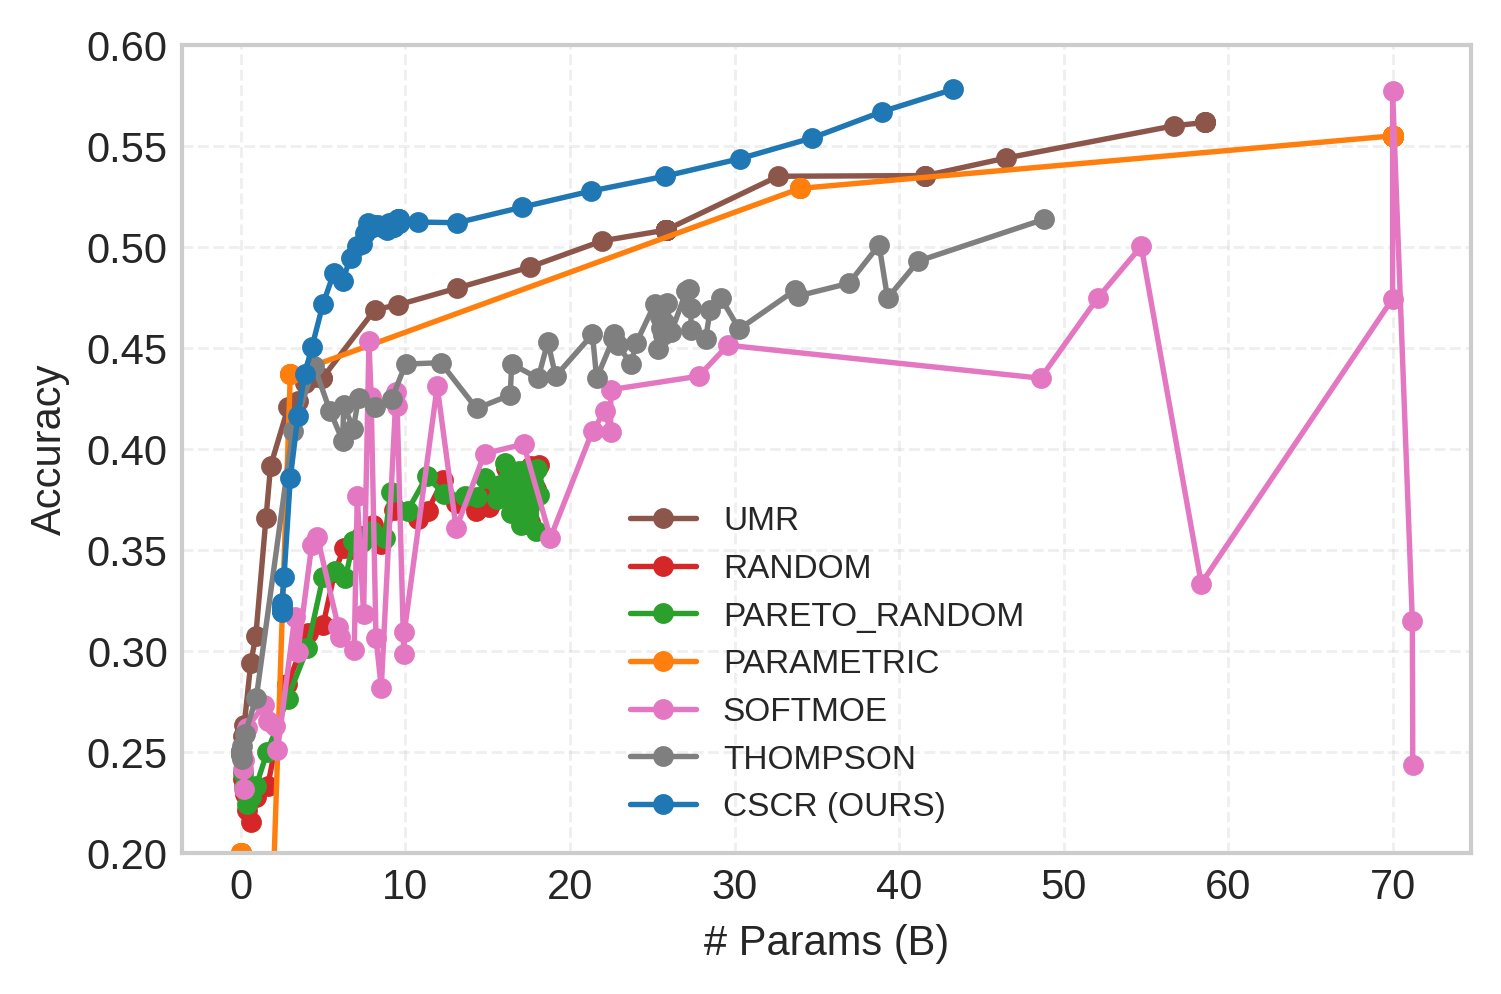 0.60
0.55
0.50
0.45
0.40
0.35
0.30
0.25
0.20
Accuracy
UMR
RANDOM
PARETO_RANDOM
PARAMETRIC
SOFTMOE
THOMPSON
CSCR (OURS)
0 10 20 30 40 50 60 70
# Params (B)